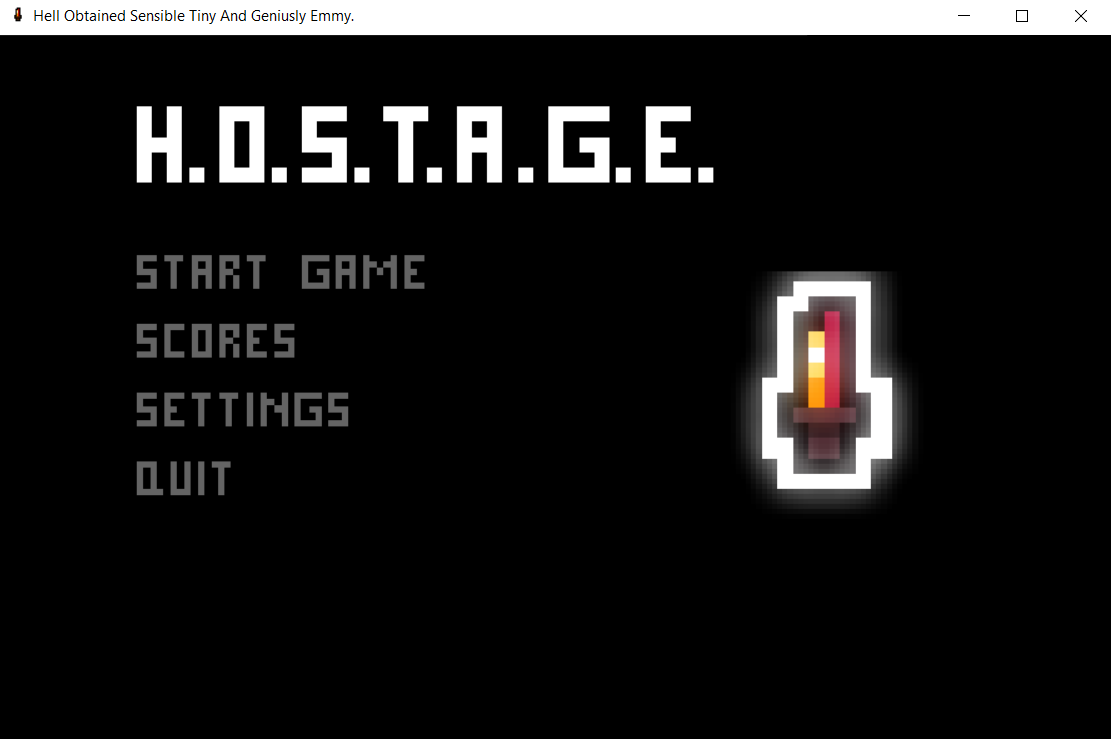 Hell Obtained Sensible Tiny And Geniusly Emmy.
H.O.S.T.A.G.E.
START GAME
SCORES
SETTINGS
QUIT